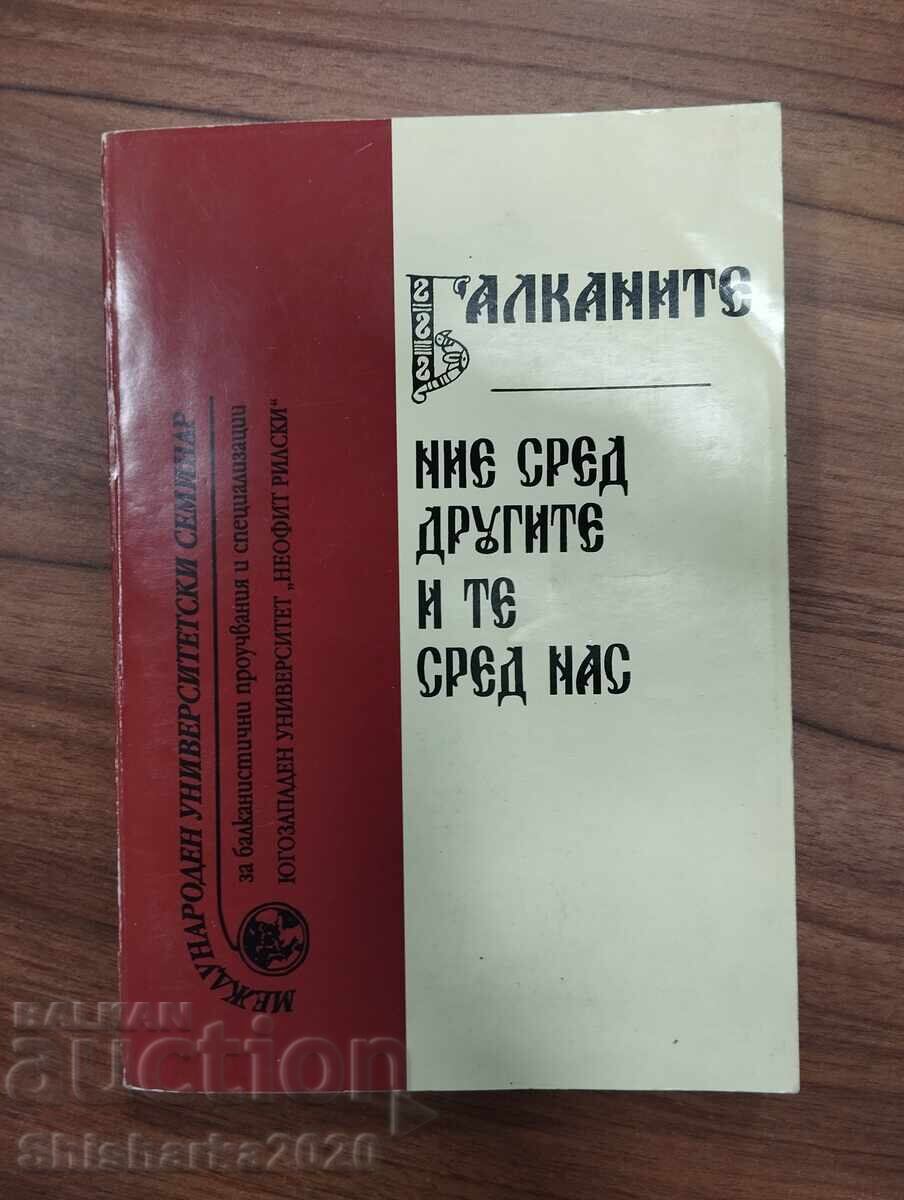 БАЛКАНИТЕ
НИЕ СРЕД
ДРУГИТЕ
И ТЕ
СРЕД НАС
МЕЖДУНАРОДЕН УНИВЕРСИТЕТСКИ СЕМИНАР
за балканистични проучвания и специализации
ЮГОЗАПАДЕН УНИВЕРСИТЕТ „НЕОФИТ РИЛСКИ“
BALKAN
auction
Shisharka2020